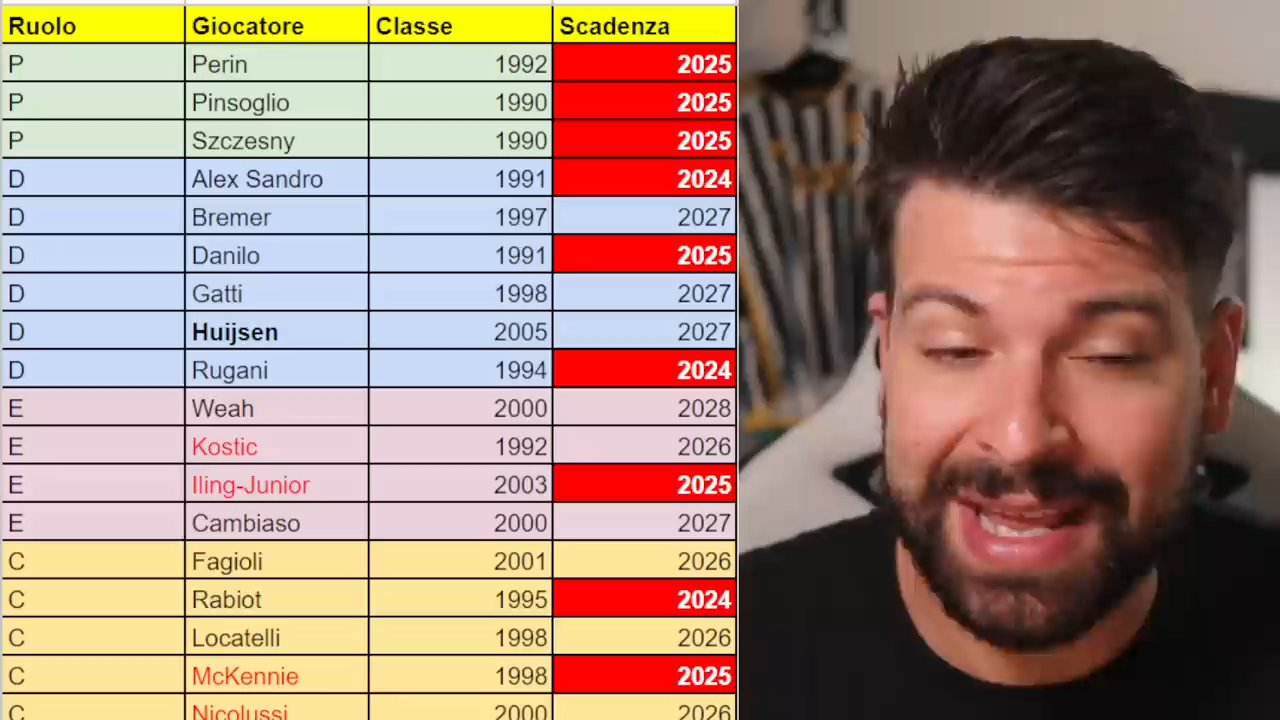 Ruolo Giocatore Classe Scadenza
P Perin 1992 2025
P Pinsoglio 1990 2025
P Szczesny 1990 2025
D Alex Sandro 1991 2024
D Bremer 1997 2027
D Danilo 1991 2025
D Gatti 1998 2027
D Huijsen 2005 2027
D Rugani 1994 2024
E Weah 2000 2028
E Kostic 1992 2026
E Iling-Junior 2003 2025
E Cambiaso 2000 2027
C Fagioli 2001 2026
C Rabiot 1995 2024
C Locatelli 1998 2026
C McKennie 1998 2025
C Nicolussi 2000 2026